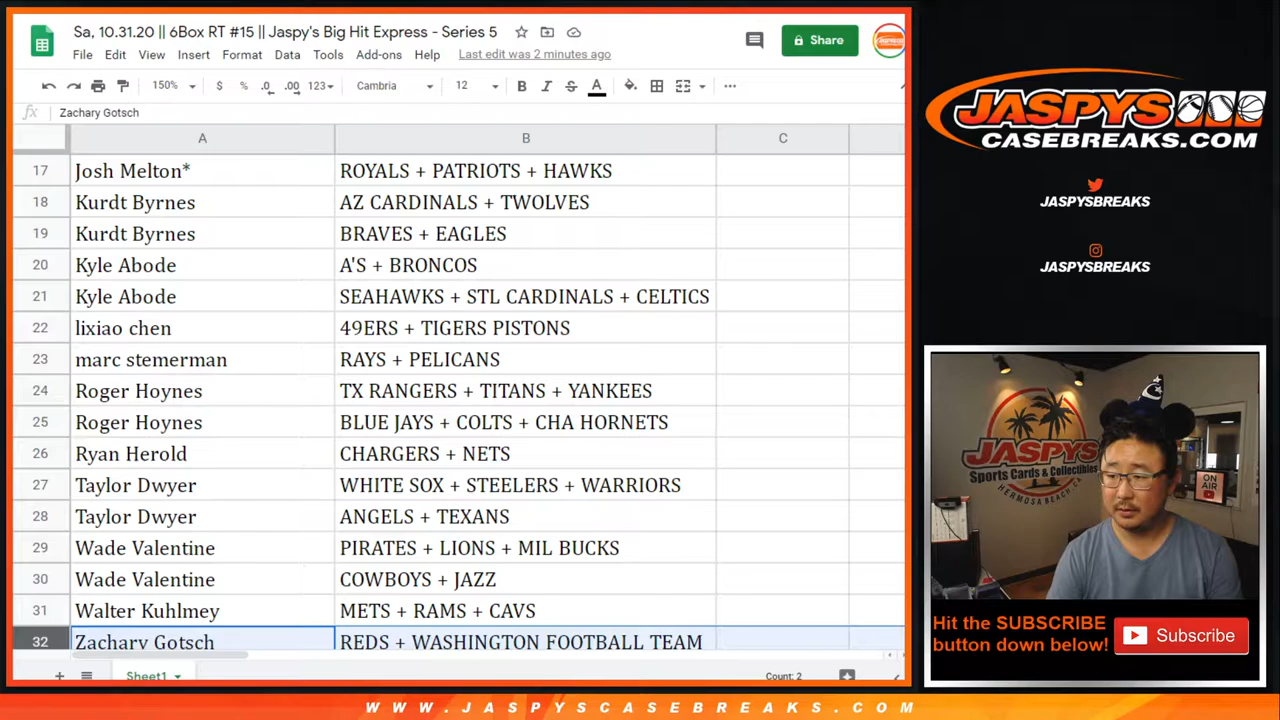 Sa, 10.31.20 || 6Box RT #15 || Jaspy's Big Hit Express - Series 5
File Edit View Insert Format Data Tools Add-ons Help Last edit was 2 minutes ago
Share
150% $ % .0 .00 123 Cambria 12 B I S A
fx Zachary Gotsch
A B C
17 Josh Melton* ROYALS + PATRIOTS + HAWKS
18 Kurdt Byrnes AZ CARDINALS + TWOLVES
19 Kurdt Byrnes BRAVES + EAGLES
20 Kyle Abode A'S + BRONCOS
21 Kyle Abode SEAHAWKS + STL CARDINALS + CELTICS
22 lixiao chen 49ERS + TIGERS PISTONS
23 marc stemerman RAYS + PELICANS
24 Roger Hoynes TX RANGERS + TITANS + YANKEES
25 Roger Hoynes BLUE JAYS + COLTS + CHA HORNETS
26 Ryan Herold CHARGERS + NETS
27 Taylor Dwyer WHITE SOX + STEELERS + WARRIORS
28 Taylor Dwyer ANGELS + TEXANS
29 Wade Valentine PIRATES + LIONS + MIL BUCKS
30 Wade Valentine COWBOYS + JAZZ
31 Walter Kuhlmey METS + RAMS + CAVS
32 Zachary Gotsch REDS + WASHINGTON FOOTBALL TEAM
Sheet1 Count: 2
JASPYS
CASEBREAKS.COM
JASPYSBREAKS
JASPYSBREAKS
JASPYS
Sports Cards & Collectibles
HERMOSA BEACH CA
ON AIR
Hit the SUBSCRIBE
button down below!
Subscribe
WWW.JASPYSCASEBREAKS.COM